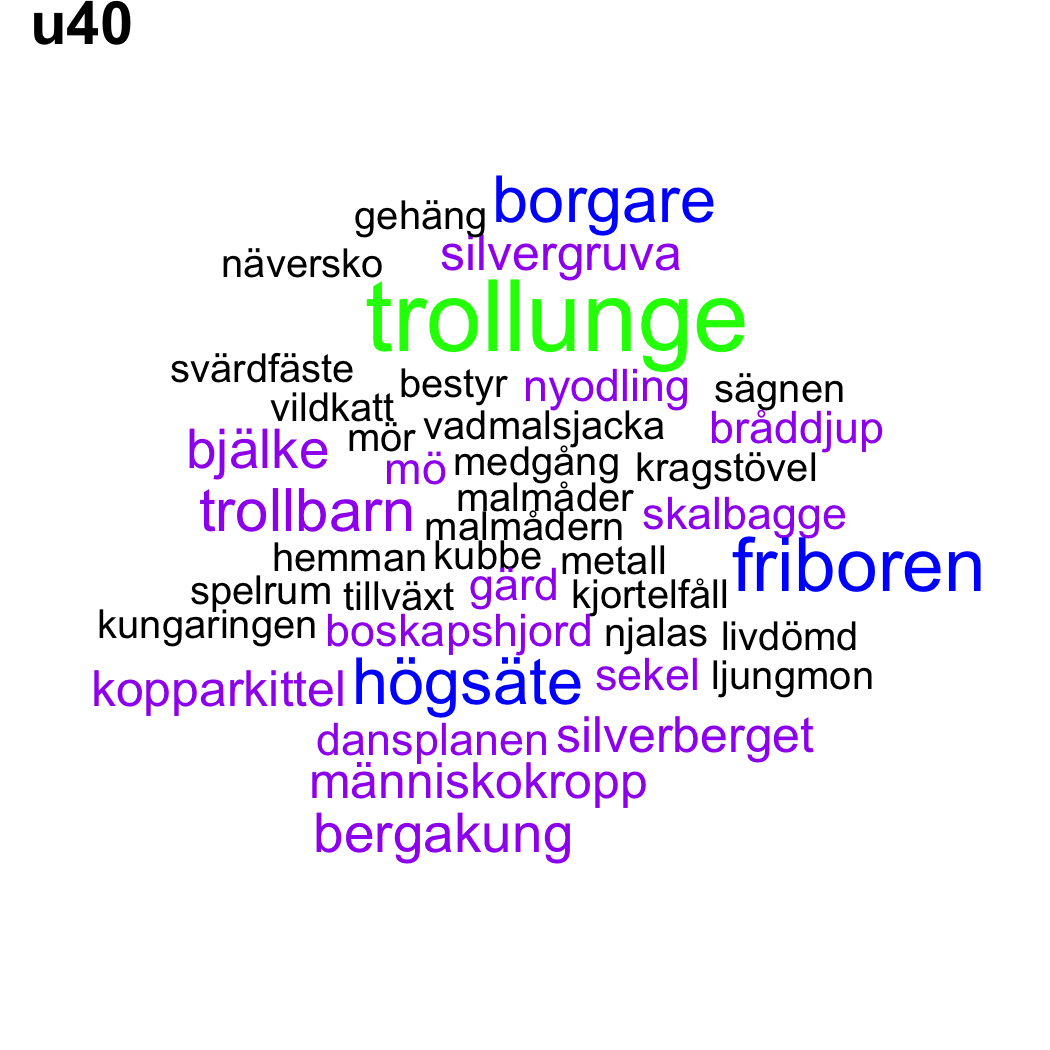 u40
gehäng borgare
näversko silvergruva
trollunge
svärdfäste bestyr nyodling sägnen
vildkatt mör vadmalsjacka bråddjup
bjälke mö medgång kragstövel
trollbarn malmåder skalbagge
malmådern
hemman kubbe metall friboren
spelrum tillväxt gärd kjortelfåll
kungaringen boskapshjord njalas livdömd
kopparkittel högsäte sekel ljungmon
dansplanen silverberget
människokropp
bergakung